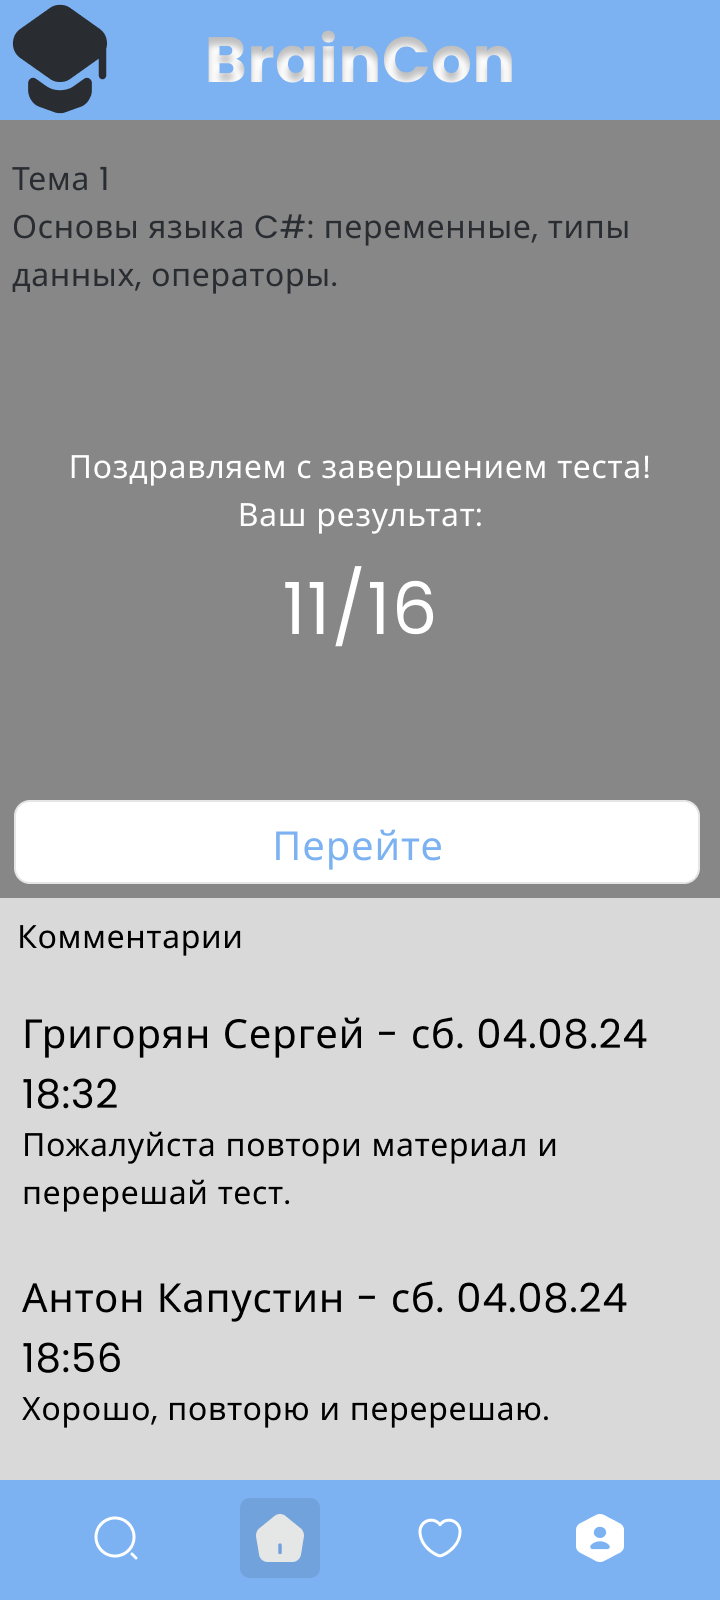 BrainCon
Тема 1
Основы языка C#: переменные, типы
данных, операторы.
Поздравляем с завершением теста!
Ваш результат:
11/16
Перейте
Комментарии
Григорян Сергей - сб. 04.08.24
18:32
Пожалуйста повтори материал и
перерешай тест.
Антон Капустин - сб. 04.08.24
18:56
Хорошо, повторю и перерешаю.